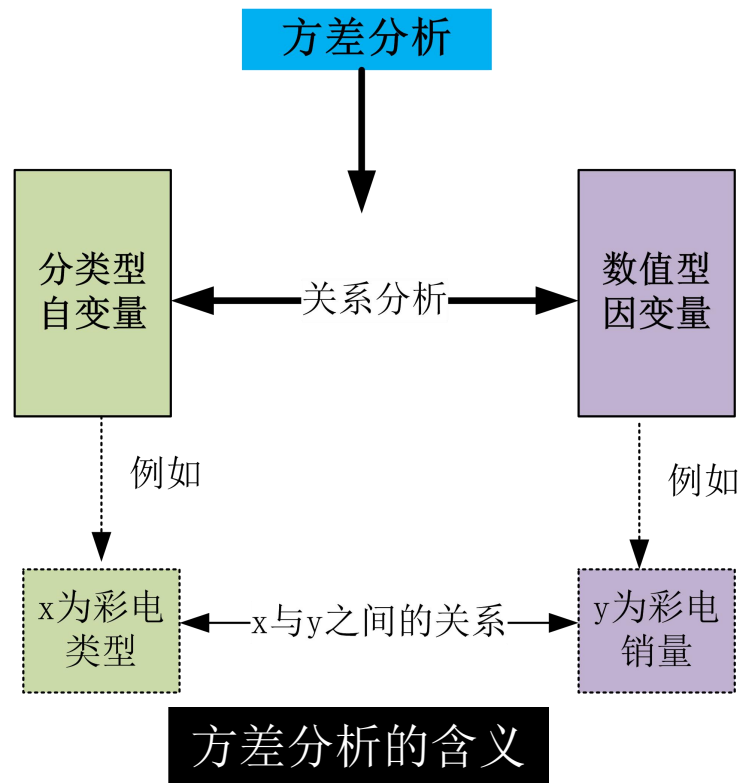 方差分析
分类型
自变量
关系分析
数值型
因变量
例如
例如
x为彩电
类型
x与y之间的关系
y为彩电
销量
方差分析的含义